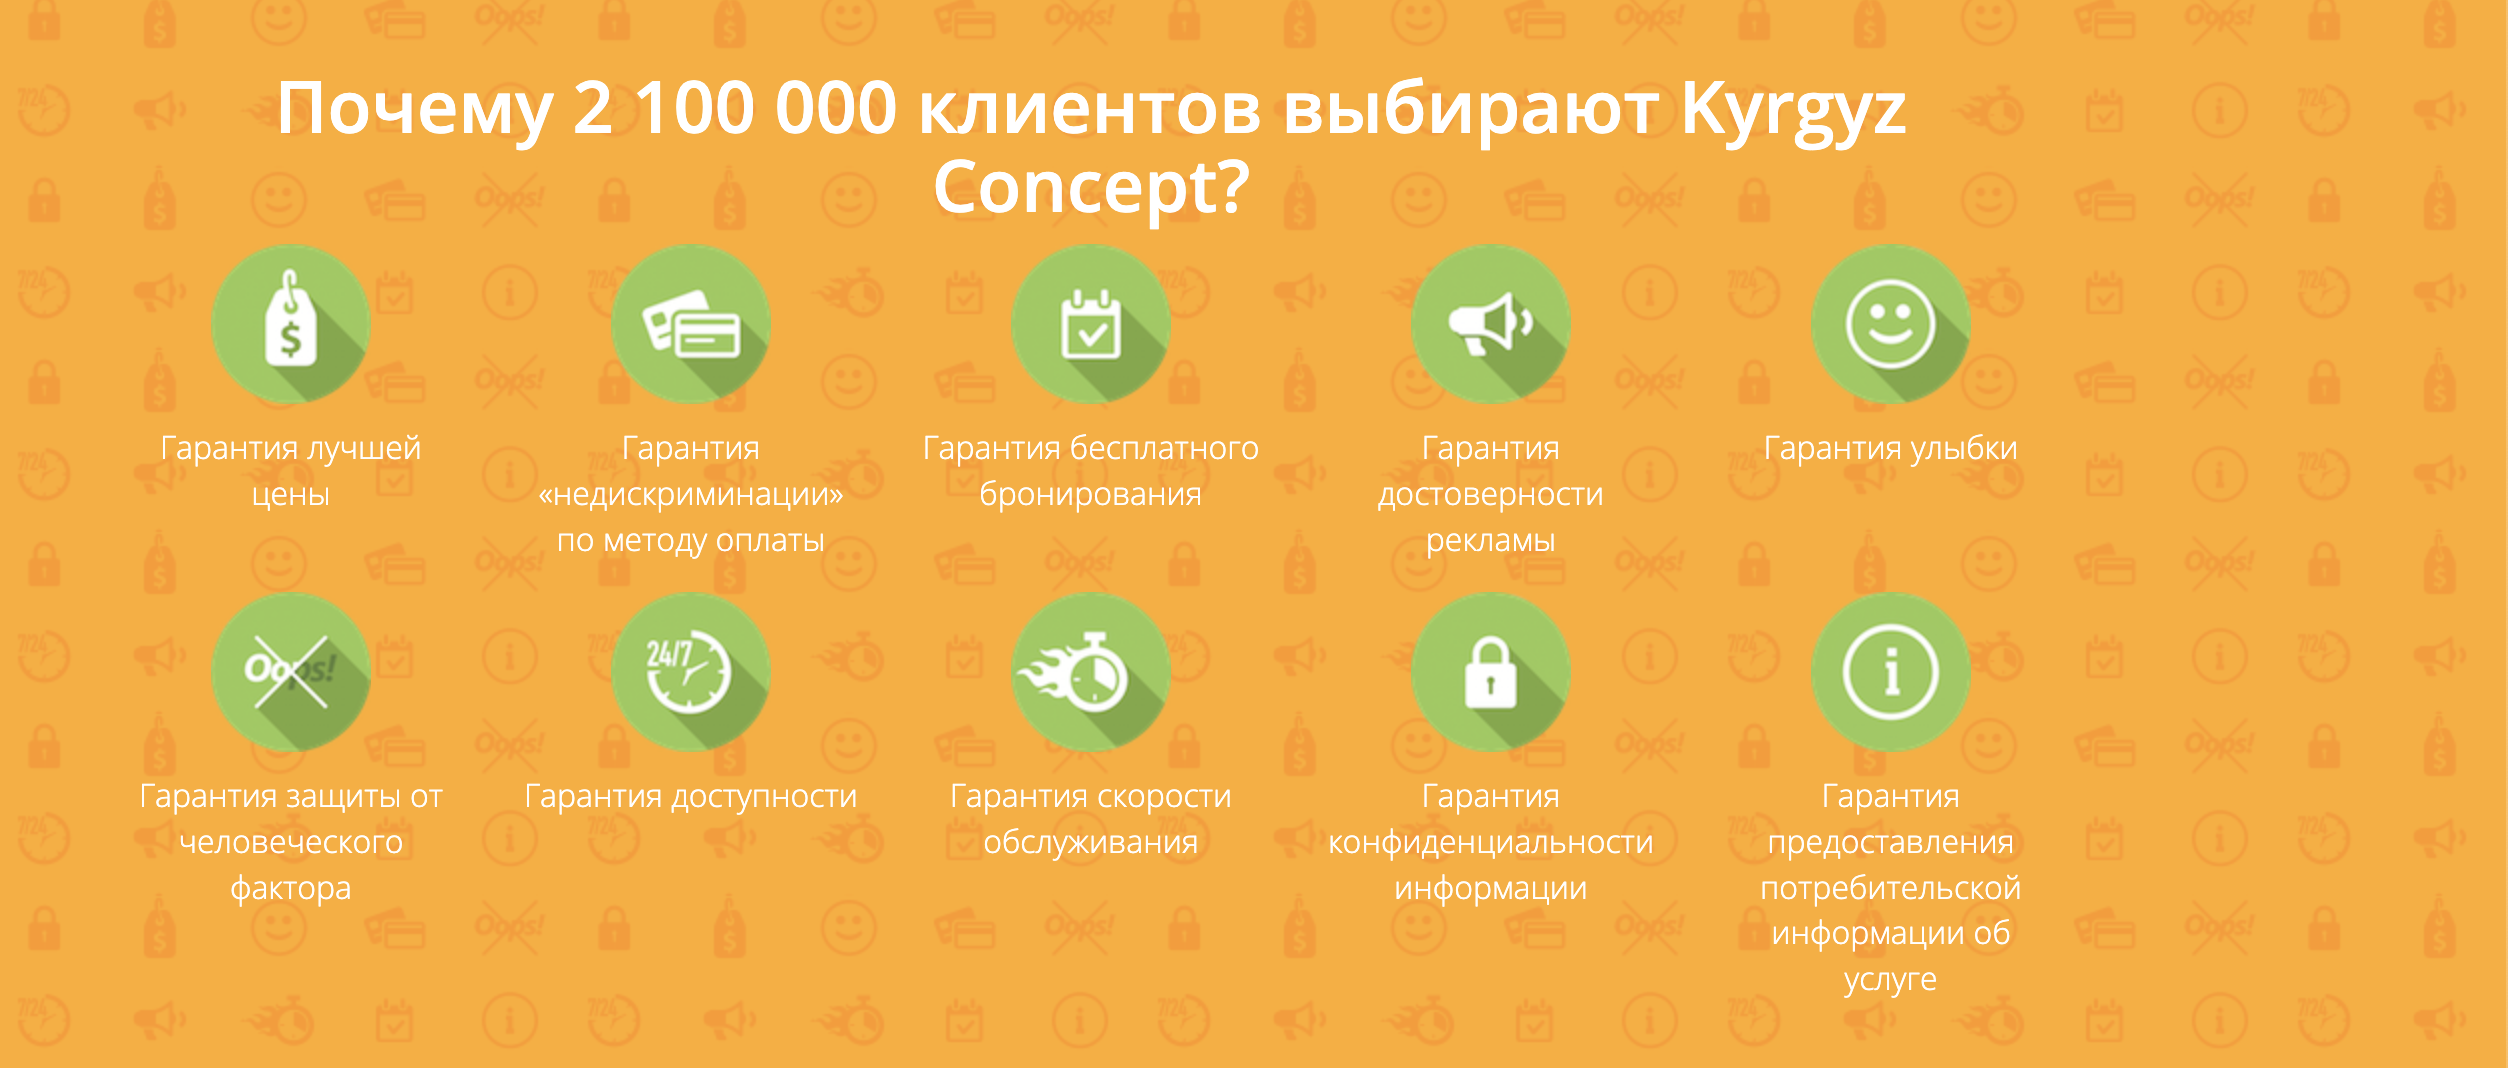 Почему 2 100 000 клиентов выбирают Kyrgyz
Concept?
Гарантия лучшей
цены
Гарантия
«недискриминации»
по методу оплаты
Гарантия бесплатного
бронирования
Гарантия
достоверности
рекламы
Гарантия улыбки
Oops!
24/7
Гарантия защиты от
человеческого
фактора
Гарантия доступности
Гарантия скорости
обслуживания
Гарантия
конфиденциальности
информации
Гарантия
предоставления
потребительской
информации об
услуге